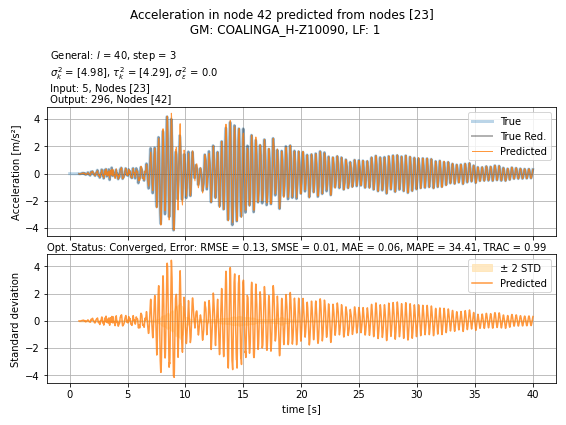 Acceleration in node 42 predicted from nodes [23]
GM: COALINGA_H-Z10090, LF: 1
General: l = 40, step = 3
σ²ₖ = [4.98], τ²ₖ = [4.29], σ²ε = 0.0
Input: 5, Nodes [23]
Output: 296, Nodes [42]
Acceleration [m/s²]
4
2
0
−2
−4
True
True Red.
Predicted
Opt. Status: Converged, Error: RMSE = 0.13, SMSE = 0.01, MAE = 0.06, MAPE = 34.41, TRAC = 0.99
Standard deviation
4
2
0
−2
−4
± 2 STD
Predicted
0 5 10 15 20 25 30 35 40
time [s]